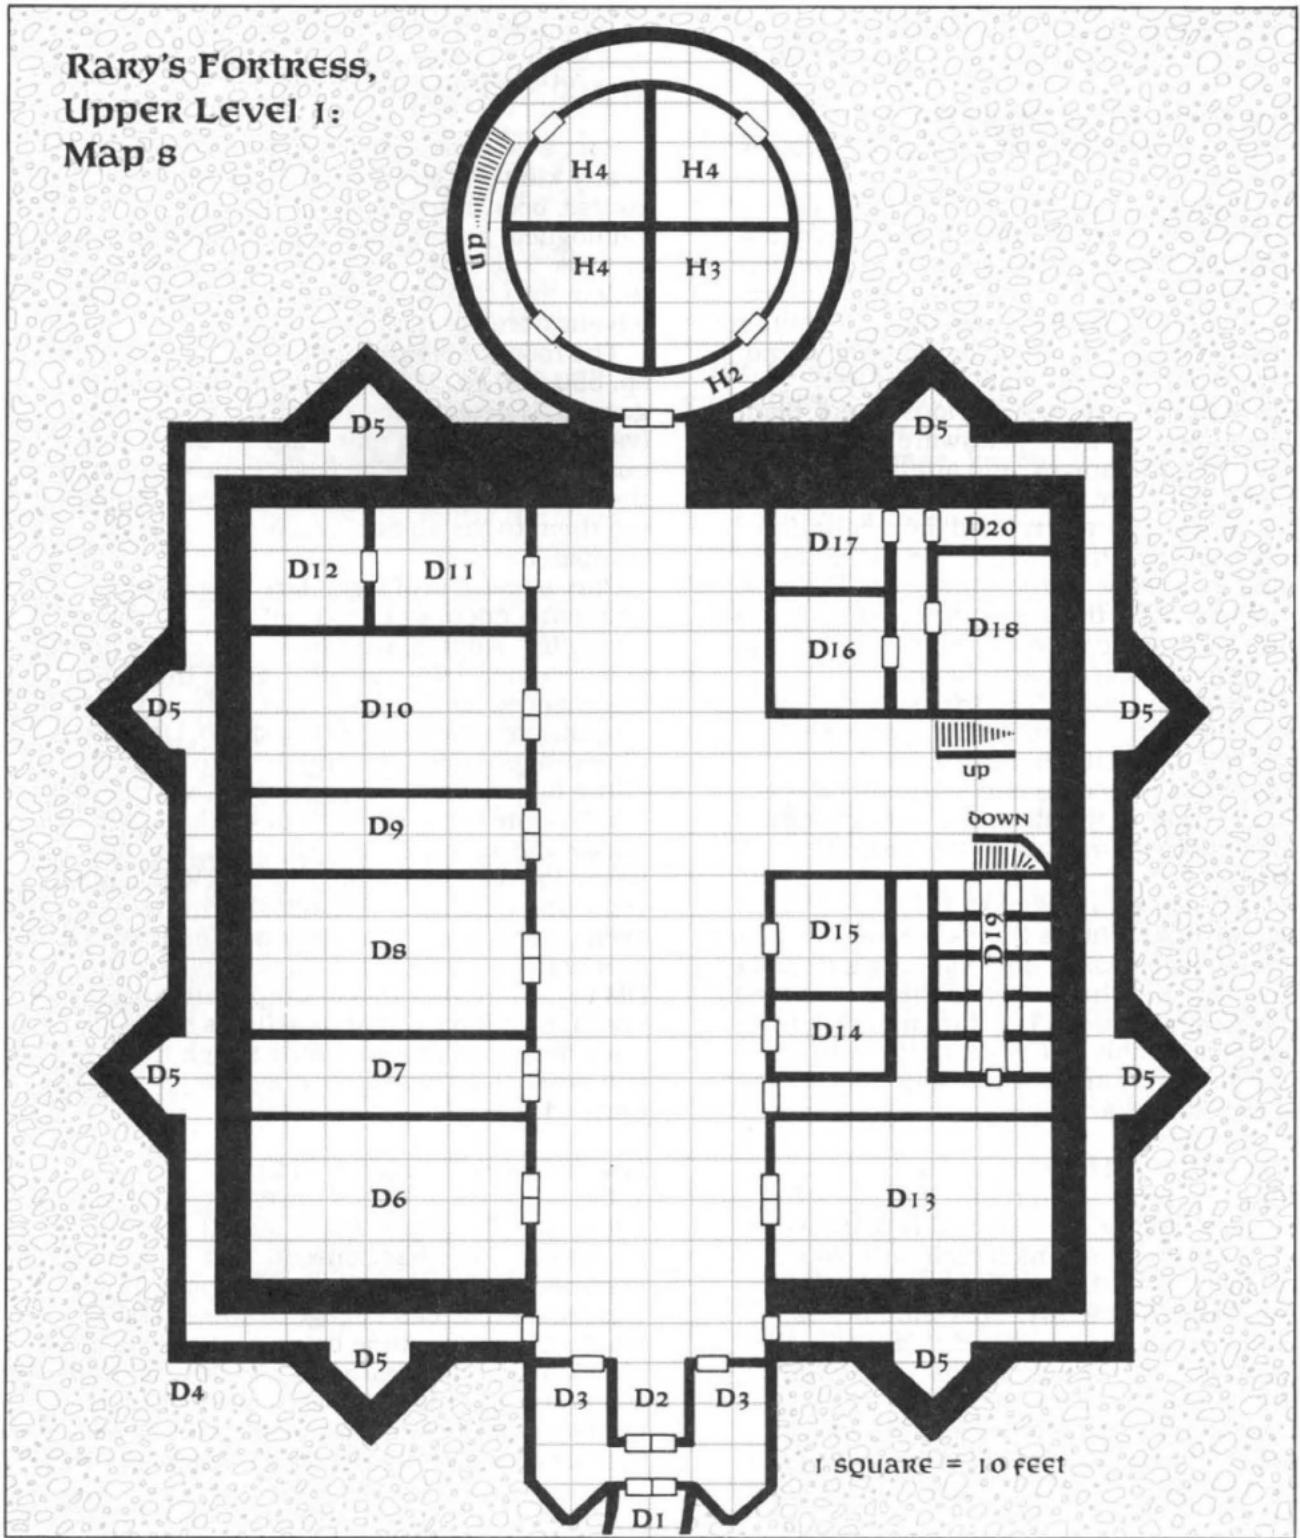 Rary's Fortress,
Upper Level 1:
Map 8
H4 H4
up
H4 H3
H2
D5 D5
D17 D20
D12 D11
D16 D18
D5 D10 D5
up
D9 DOWN
D15 D19
D8
D14
D5 D7 D5
D6 D13
D5 D5
D4
D3 D2 D3
1 square = 10 feet
D1